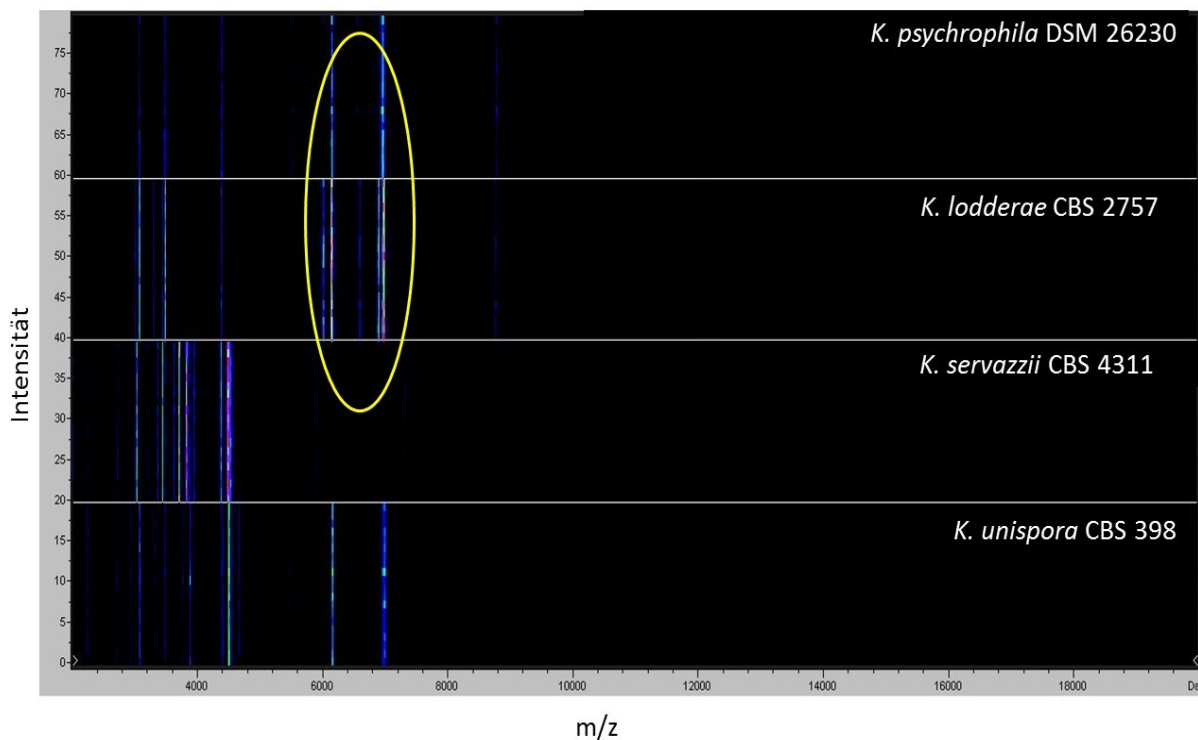 K. psychrophila DSM 26230
K. lodderae CBS 2757
K. servazzii CBS 4311
K. unispora CBS 398
Intensität
75
70
65
60
55
50
45
40
35
30
25
20
15
10
5
0
4000 6000 8000 10000 12000 14000 16000 18000
m/z